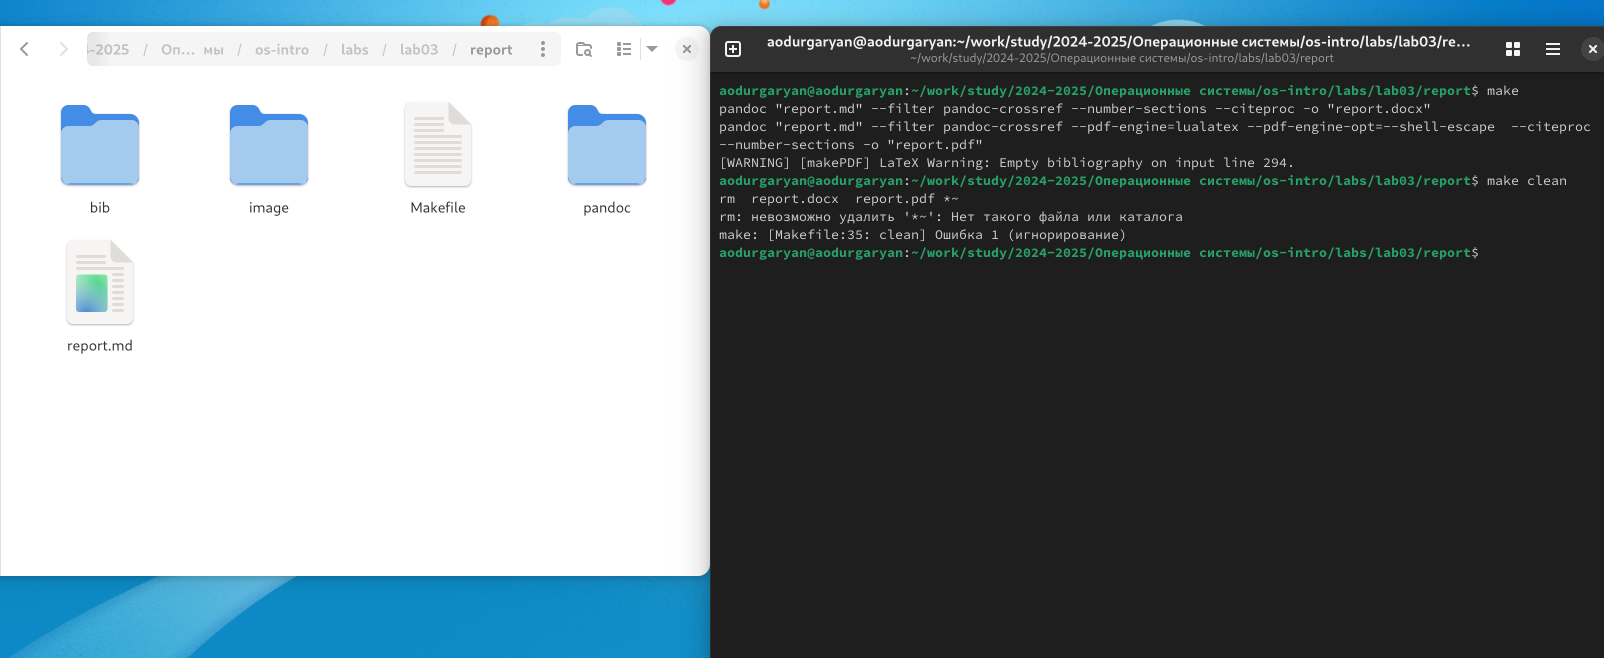 -2025 / Оп… мы / os-intro / labs / lab03 / report
bib
image
Makefile
pandoc
report.md
aodurgaryan@aodurgaryan:~/work/study/2024-2025/Операционные системы/os-intro/labs/lab03/re…
~/work/study/2024-2025/Операционные системы/os-intro/labs/lab03/report
aodurgaryan@aodurgaryan:~/work/study/2024-2025/Операционные системы/os-intro/labs/lab03/report$ make
pandoc "report.md" --filter pandoc-crossref --number-sections --citeproc -o "report.docx"
pandoc "report.md" --filter pandoc-crossref --pdf-engine=lualatex --pdf-engine-opt=--shell-escape  --citeproc
--number-sections -o "report.pdf"
[WARNING] [makePDF] LaTeX Warning: Empty bibliography on input line 294.
aodurgaryan@aodurgaryan:~/work/study/2024-2025/Операционные системы/os-intro/labs/lab03/report$ make clean
rm  report.docx  report.pdf *~
rm: невозможно удалить '*~': Нет такого файла или каталога
make: [Makefile:35: clean] Ошибка 1 (игнорирование)
aodurgaryan@aodurgaryan:~/work/study/2024-2025/Операционные системы/os-intro/labs/lab03/report$